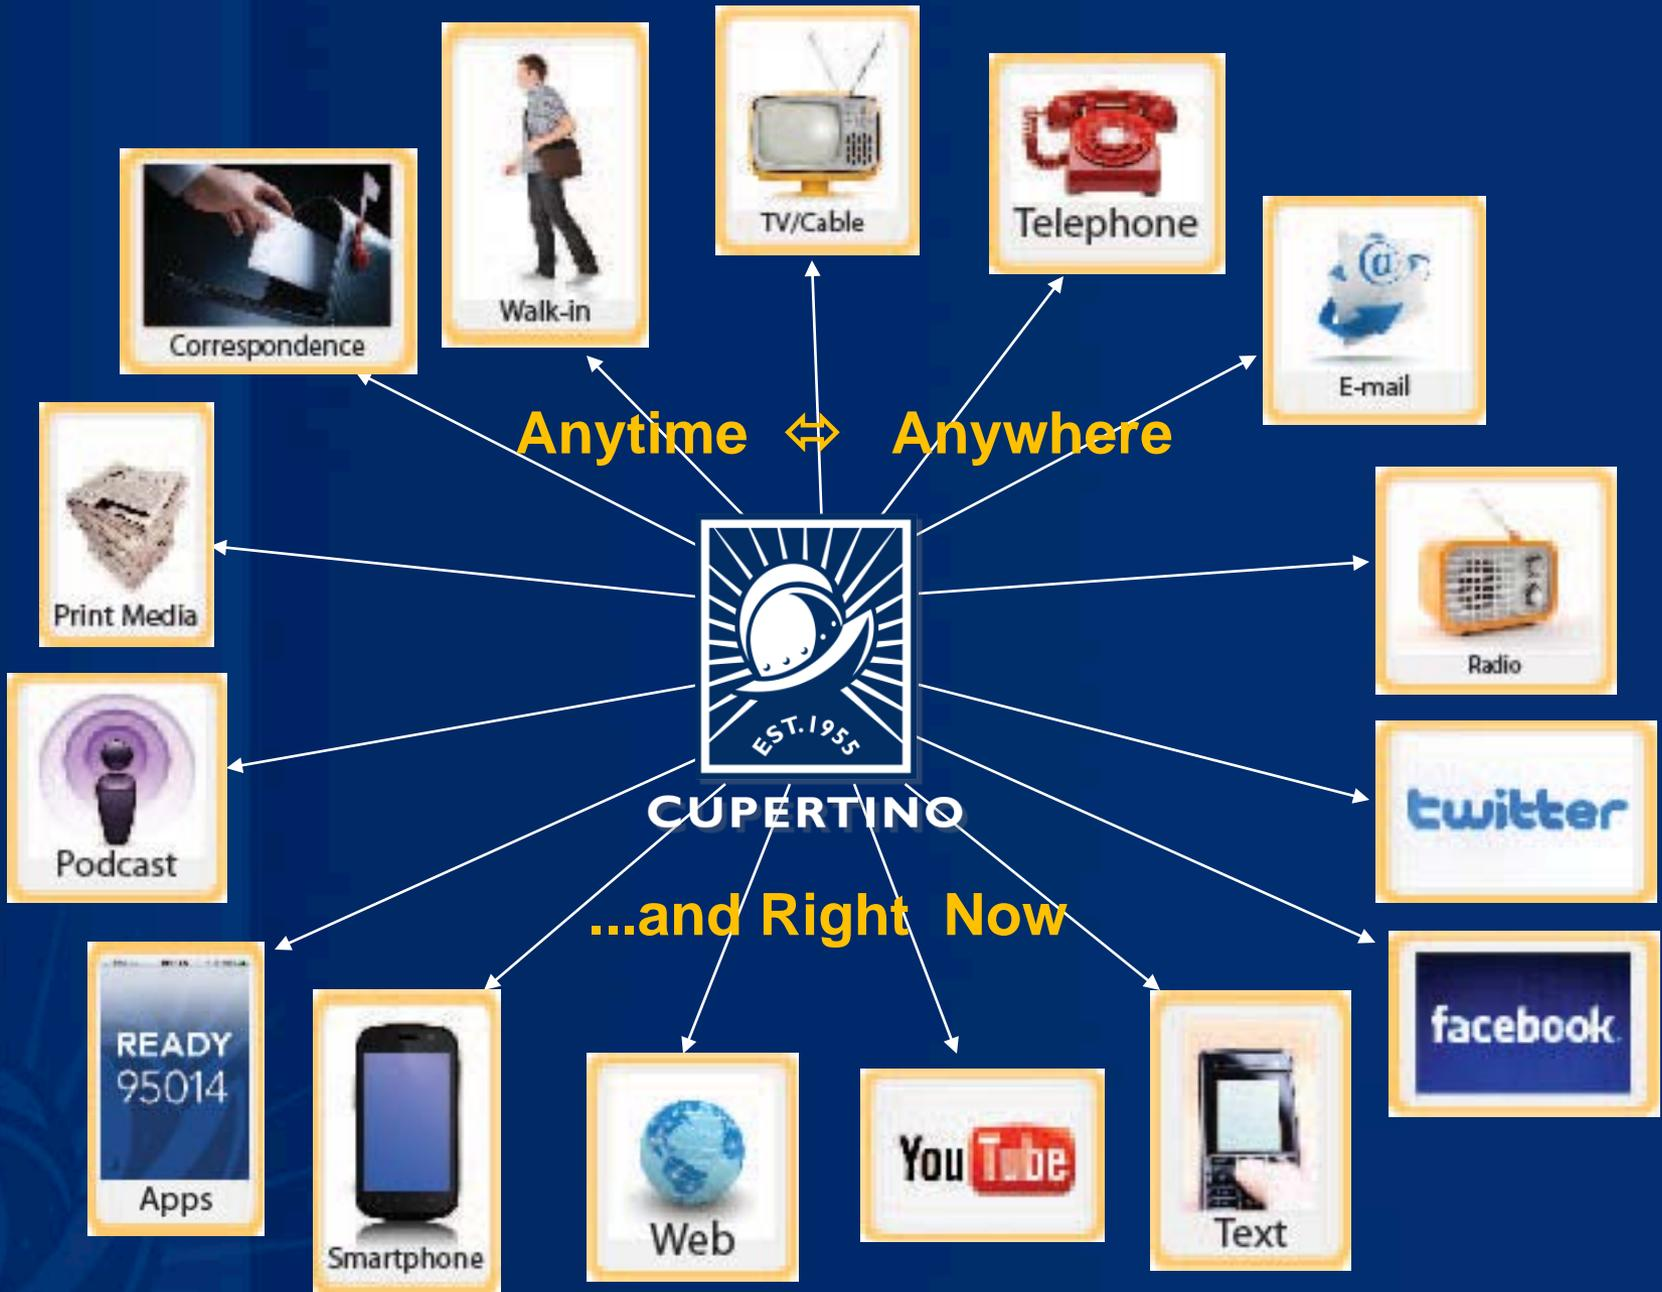 TV/Cable
Telephone
Walk-in
Correspondence
@
E-mail
Anytime ⬄ Anywhere
Print Media
Radio
EST. 1955
CUPERTINO
Podcast
twitter
...and Right Now
facebook
READY
95014
Apps
Smartphone
Web
YouTube
Text